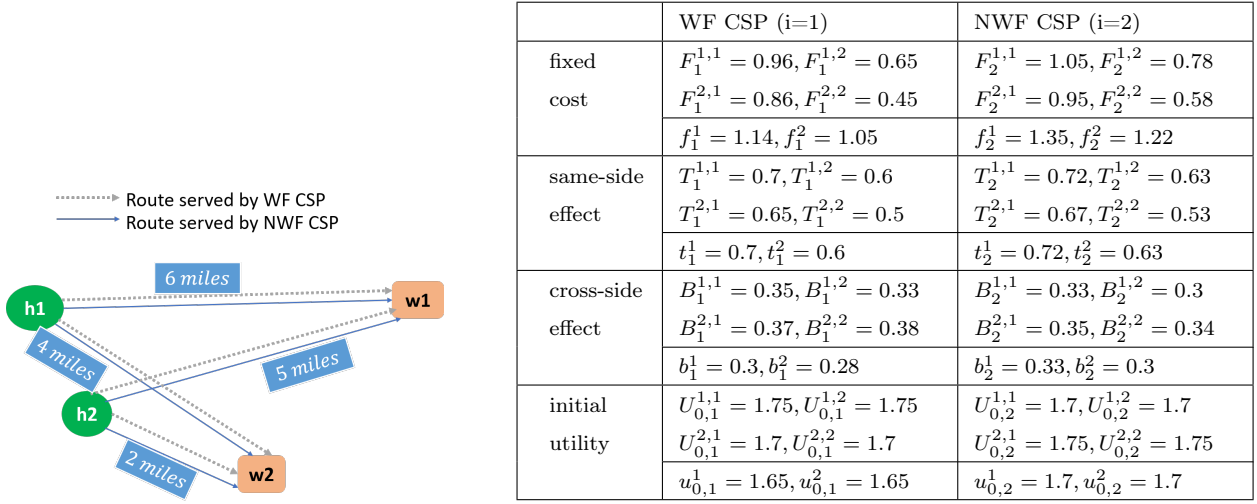 Route served by WF CSP
Route served by NWF CSP
6 miles
h1
w1
4 miles
5 miles
h2
2 miles
w2
WF CSP (i=1) NWF CSP (i=2)
fixed F_1^{1,1} = 0.96, F_1^{1,2} = 0.65 F_2^{1,1} = 1.05, F_2^{1,2} = 0.78
cost F_1^{2,1} = 0.86, F_1^{2,2} = 0.45 F_2^{2,1} = 0.95, F_2^{2,2} = 0.58
f_1^1 = 1.14, f_1^2 = 1.05 f_2^1 = 1.35, f_2^2 = 1.22
same-side T_1^{1,1} = 0.7, T_1^{1,2} = 0.6 T_2^{1,1} = 0.72, T_2^{1,2} = 0.63
effect T_1^{2,1} = 0.65, T_1^{2,2} = 0.5 T_2^{2,1} = 0.67, T_2^{2,2} = 0.53
t_1^1 = 0.7, t_1^2 = 0.6 t_2^1 = 0.72, t_2^2 = 0.63
cross-side B_1^{1,1} = 0.35, B_1^{1,2} = 0.33 B_2^{1,1} = 0.33, B_2^{1,2} = 0.3
effect B_1^{2,1} = 0.37, B_1^{2,2} = 0.38 B_2^{2,1} = 0.35, B_2^{2,2} = 0.34
b_1^1 = 0.3, b_1^2 = 0.28 b_2^1 = 0.33, b_2^2 = 0.3
initial U_{0,1}^{1,1} = 1.75, U_{0,1}^{1,2} = 1.75 U_{0,2}^{1,1} = 1.7, U_{0,2}^{1,2} = 1.7
utility U_{0,1}^{2,1} = 1.7, U_{0,1}^{2,2} = 1.7 U_{0,2}^{2,1} = 1.75, U_{0,2}^{2,2} = 1.75
u_{0,1}^1 = 1.65, u_{0,1}^2 = 1.65 u_{0,2}^1 = 1.7, u_{0,2}^2 = 1.7